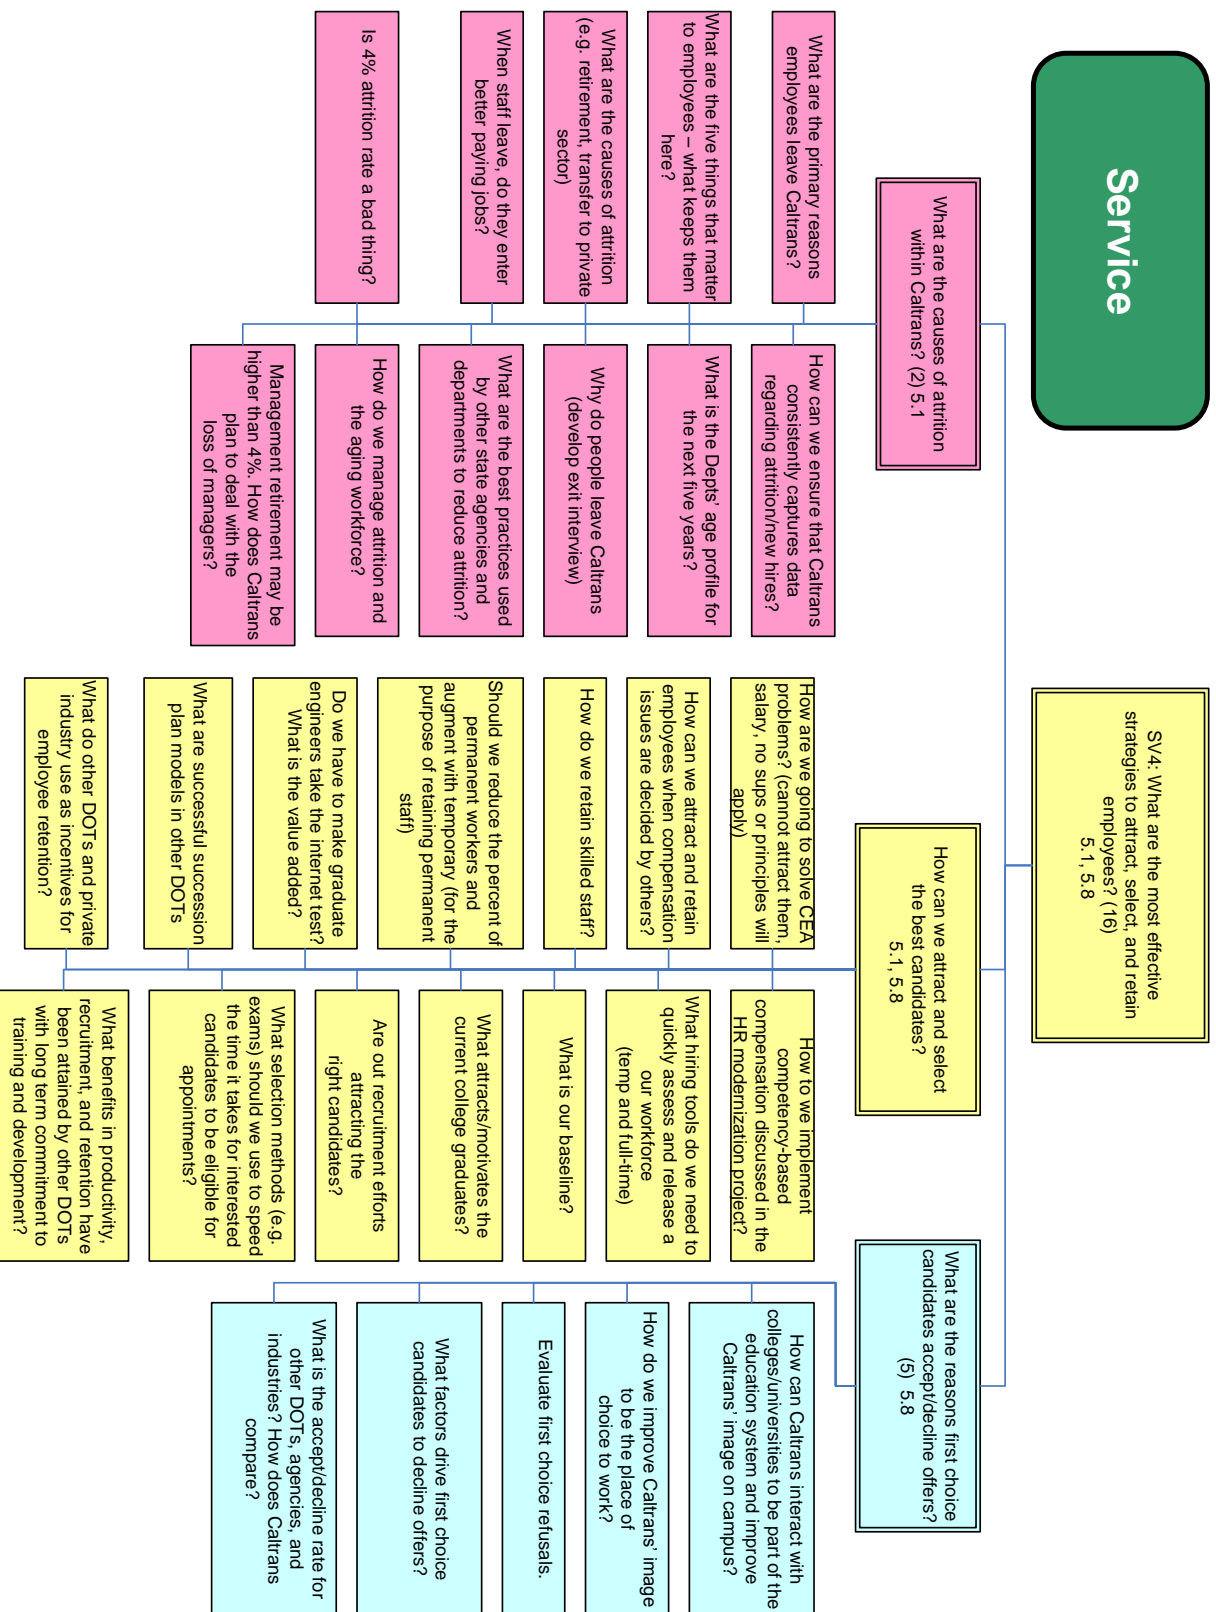 Service
SV4: What are the most effective
strategies to attract, select, and retain
employees? (16)
5.1, 5.8
What are the causes of attrition
within Caltrans? (2) 5.1
What are the primary reasons
employees leave Caltrans?
What are the five things that matter
to employees – what keeps them
here?
What are the causes of attrition
(e.g. retirement, transfer to private
sector)
When staff leave, do they enter
better paying jobs?
Is 4% attrition rate a bad thing?
How can we ensure that Caltrans
consistently captures data
regarding attrition/new hires?
What is the Depts’ age profile for
the next five years?
Why do people leave Caltrans
(develop exit interview)
What are the best practices used
by other state agencies and
departments to reduce attrition?
How do we manage attrition and
the aging workforce?
Management retirement may be
higher than 4%. How does Caltrans
plan to deal with the
loss of managers?
How can we attract and select
the best candidates?
5.1, 5.8
How are we going to solve CEA
problems? (cannot attract them,
salary, no sups or principles will
apply)
How can we attract and retain
employees when compensation
issues are decided by others?
How do we retain skilled staff?
Should we reduce the percent of
permanent workers and
augment with temporary (for the
purpose of retaining permanent
staff)
Do we have to make graduate
engineers take the internet test?
What is the value added?
What are successful succession
plan models in other DOTs
What do other DOTs and private
industry use as incentives for
employee retention?
How to we implement
competency-based
compensation discussed in the
HR modernization project?
What hiring tools do we need to
quickly assess and release a
our workforce
(temp and full-time)
What is our baseline?
What attracts/motivates the
current college graduates?
Are out recruitment efforts
attracting the
right candidates?
What selection methods (e.g.
exams) should we use to speed
the time it takes for interested
candidates to be eligible for
appointments?
What benefits in productivity,
recruitment, and retention have
been attained by other DOTs
with long term commitment to
training and development?
What are the reasons first choice
candidates accept/decline offers?
(5) 5.8
How can Caltrans interact with
colleges/universities to be part of the
education system and improve
Caltrans’ image on campus?
How do we improve Caltrans’ image
to be the place of
choice to work?
Evaluate first choice refusals.
What factors drive first choice
candidates to decline offers?
What is the accept/decline rate for
other DOTs, agencies, and
industries? How does Caltrans
compare?